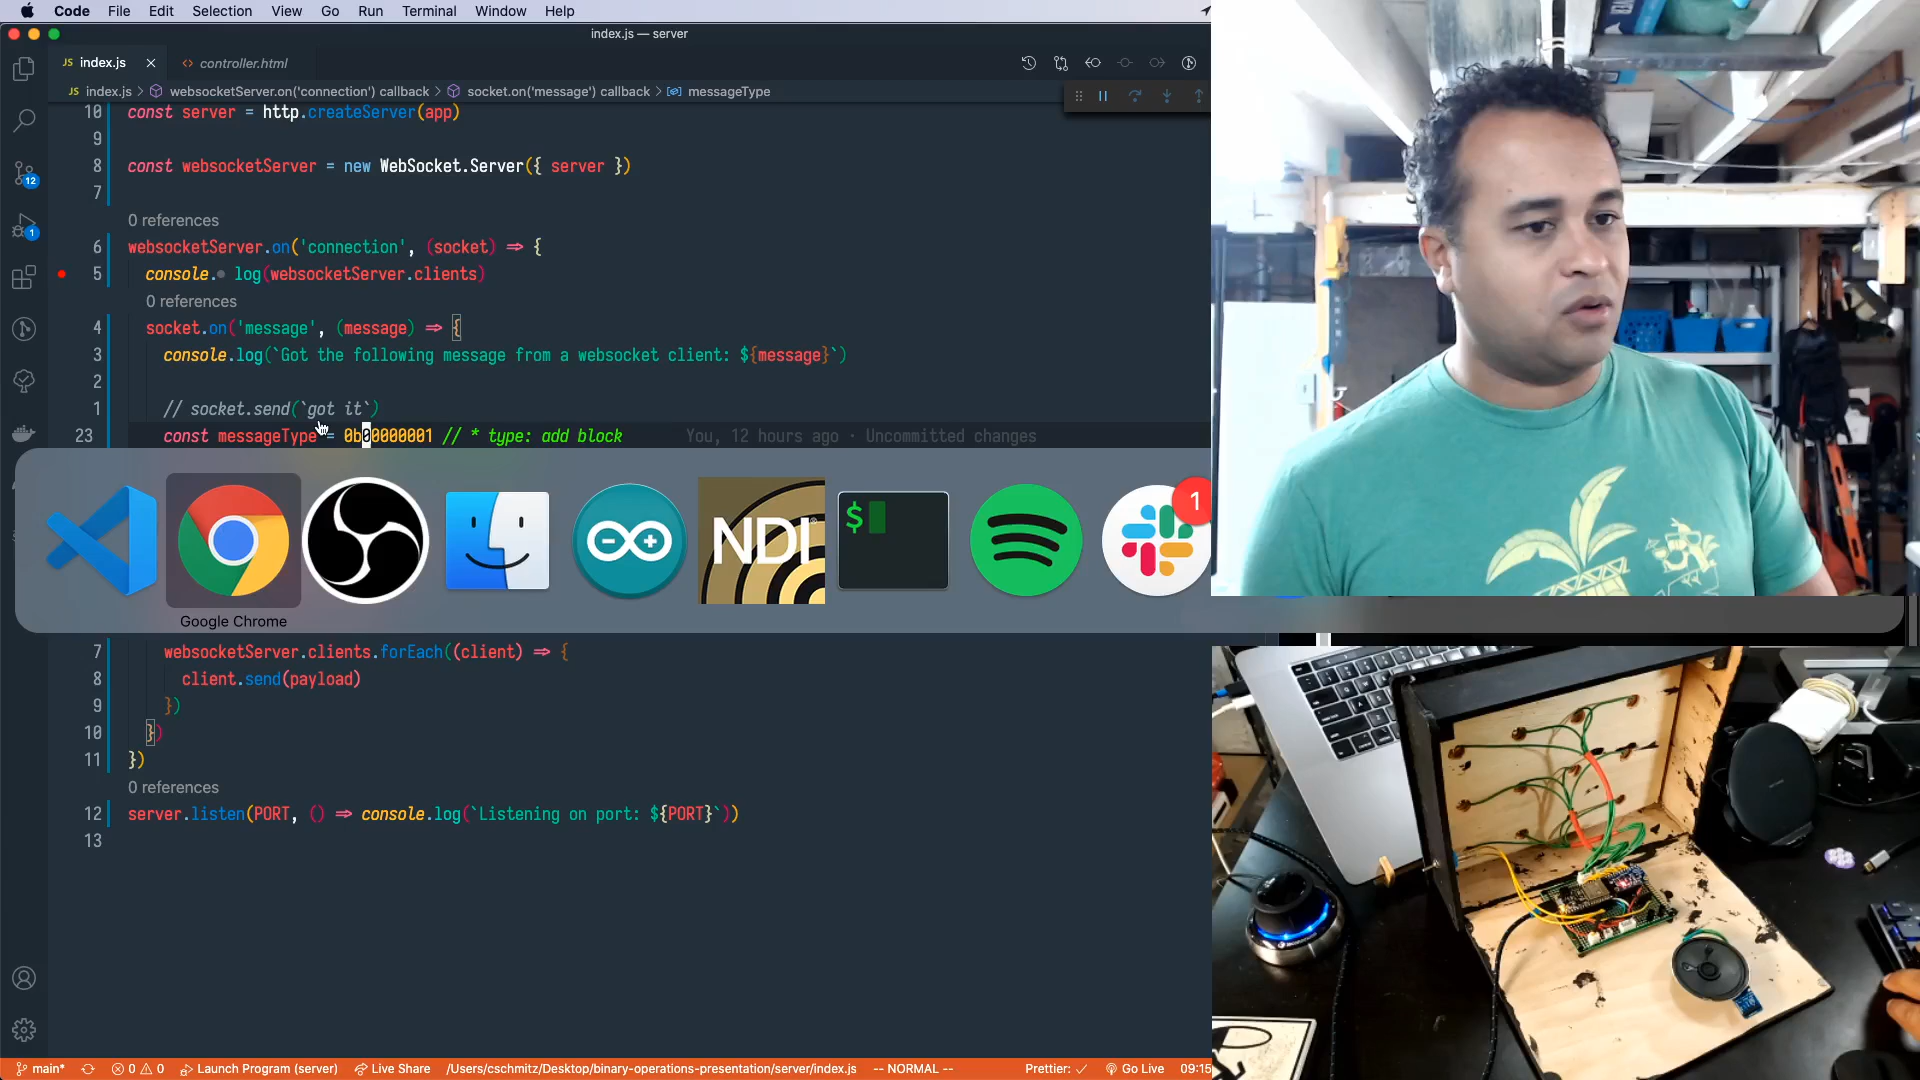 Code File Edit Selection View Go Run Terminal Window Help
index.js — server
JS index.js
<> controller.html
JS index.js > websocketServer.on('connection') callback > socket.on('message') callback > messageType
10 const server = http.createServer(app)
9
8 const websocketServer = new WebSocket.Server({ server })
7
0 references
6 websocketServer.on('connection', (socket) ⇒ {
5 console. log(websocketServer.clients)
0 references
4 socket.on('message', (message) ⇒ {
3 console.log(`Got the following message from a websocket client: ${message}`)
2
1 // socket.send(`got it`)
23 const messageType = 0b00000001 // * type: add block You, 12 hours ago · Uncommitted changes
12
1
NDI
$
1
Google Chrome
7 websocketServer.clients.forEach((client) ⇒ {
8 client.send(payload)
9 })
10 })
11 })
0 references
12 server.listen(PORT, () ⇒ console.log(`Listening on port: ${PORT}`))
13
main* 0 0 Launch Program (server) Live Share /Users/cschmitz/Desktop/binary-operations-presentation/server/index.js -- NORMAL -- Prettier: ✓ Go Live 09:15